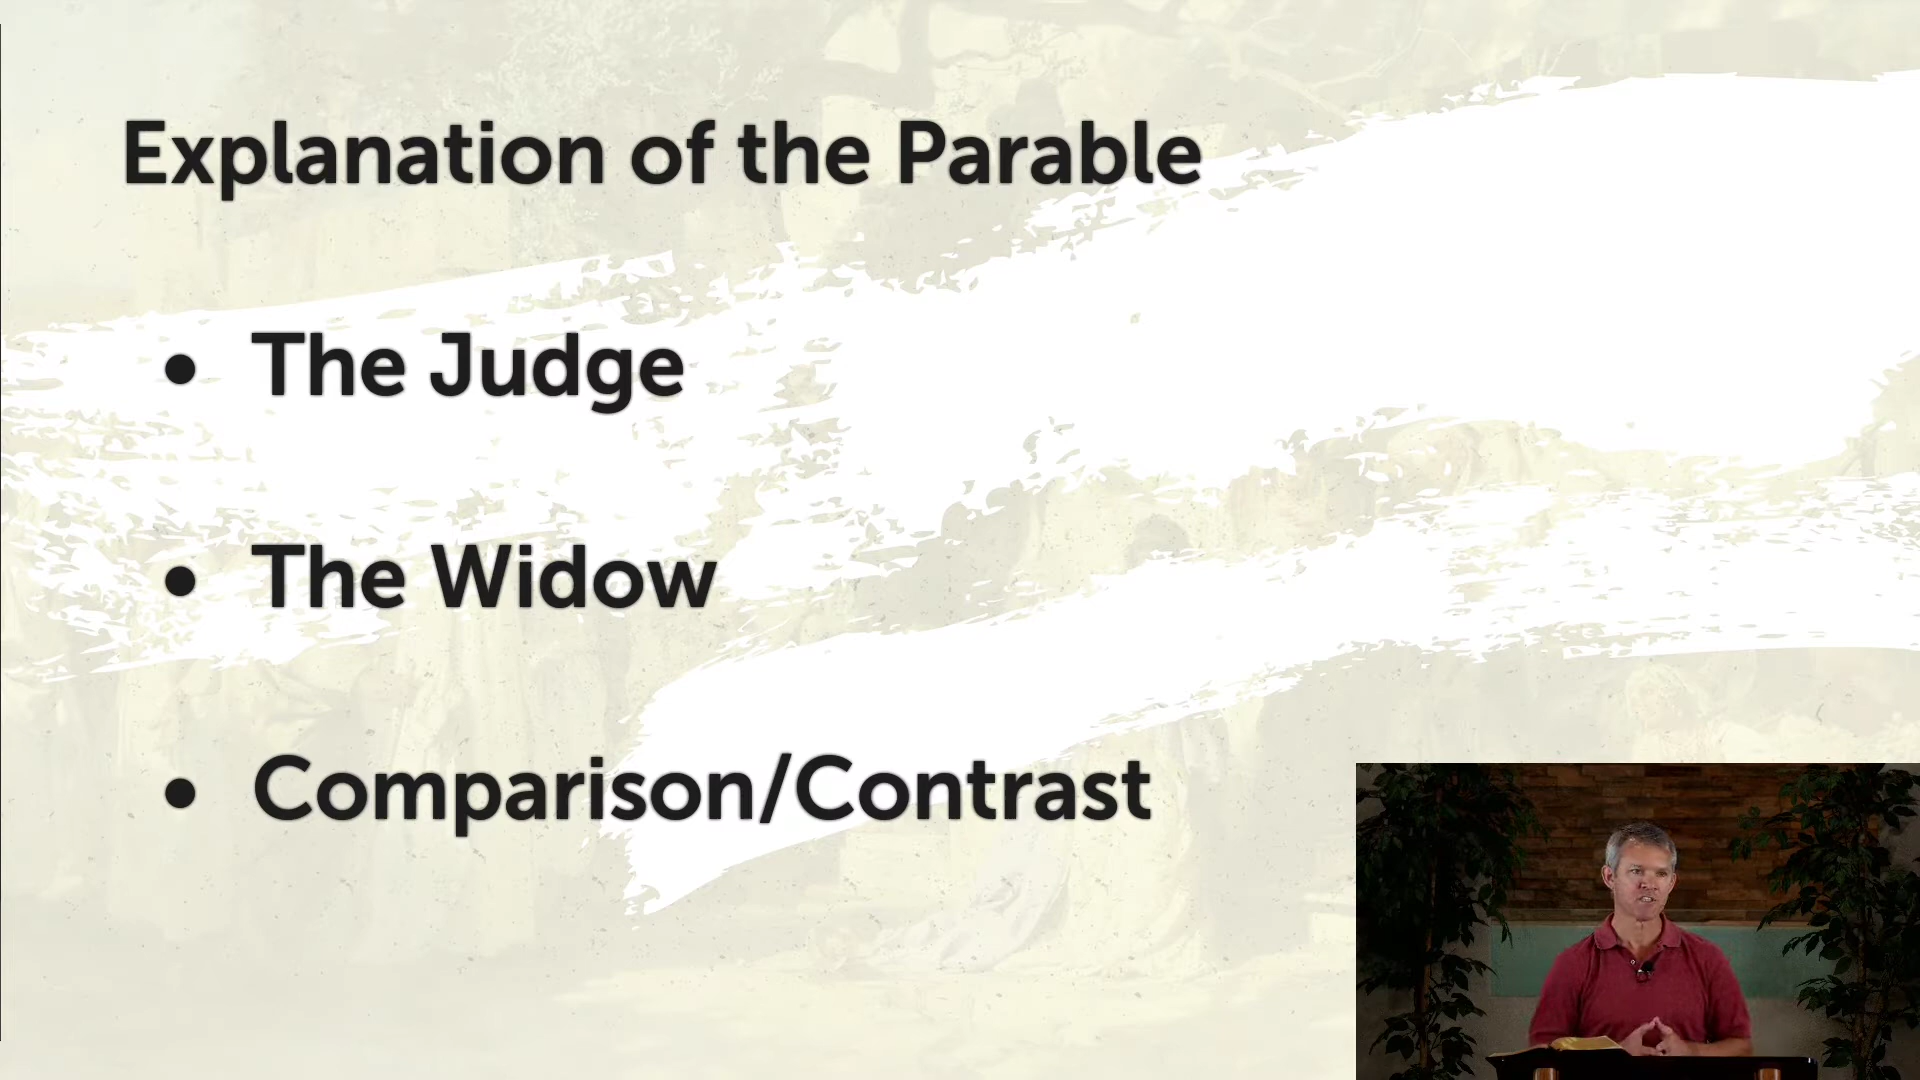 Explanation of the Parable
• The Judge
• The Widow
• Comparison/Contrast